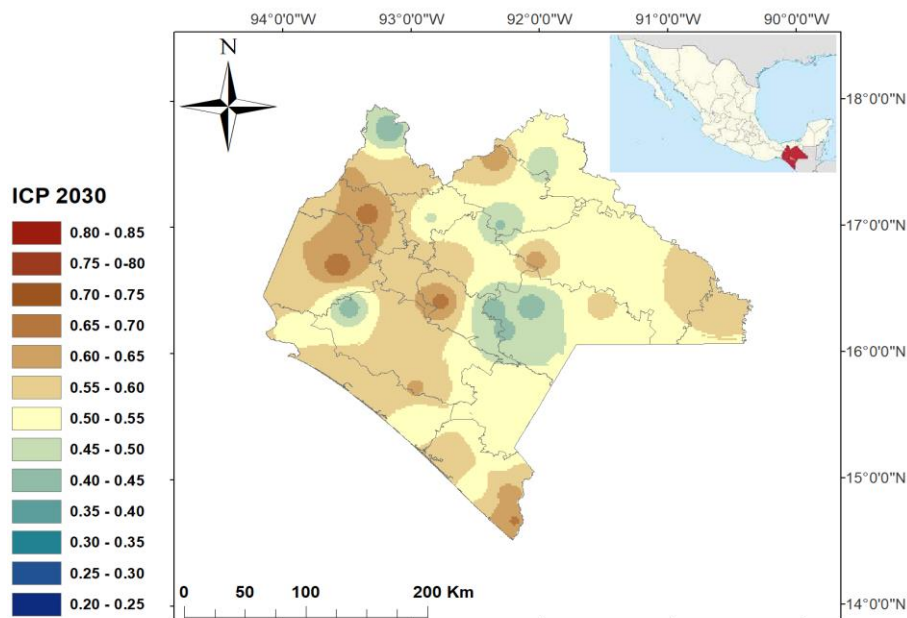 94°0'0"W 93°0'0"W 92°0'0"W 91°0'0"W 90°0'0"W
N
18°0'0"N
17°0'0"N
16°0'0"N
15°0'0"N
14°0'0"N
ICP 2030
0.80 - 0.85
0.75 - 0-80
0.70 - 0.75
0.65 - 0.70
0.60 - 0.65
0.55 - 0.60
0.50 - 0.55
0.45 - 0.50
0.40 - 0.45
0.35 - 0.40
0.30 - 0.35
0.25 - 0.30
0.20 - 0.25
0 50 100 200 Km